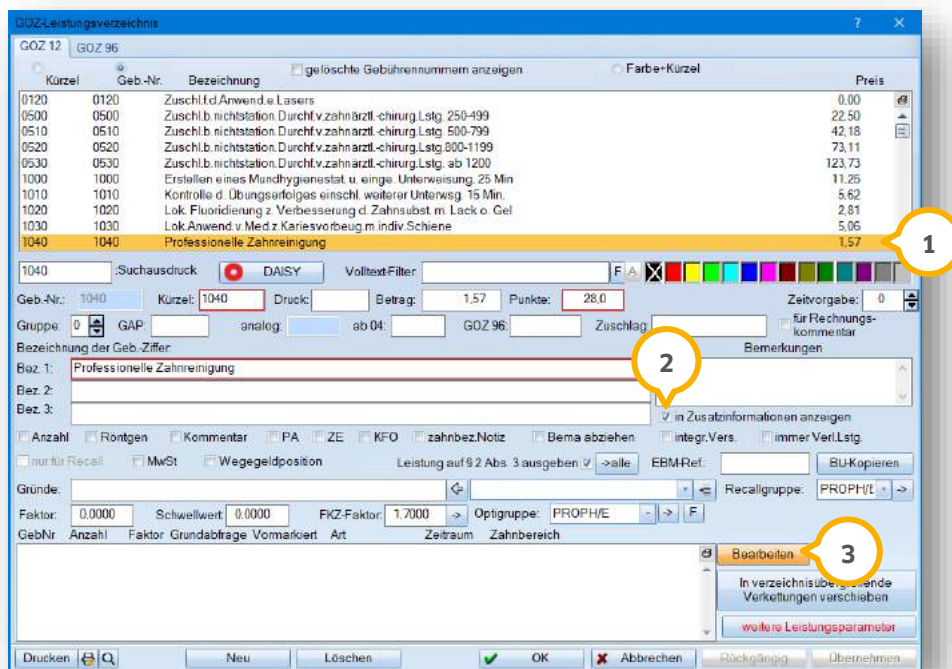 GOZ-Leistungsverzeichnis ? ×
GOZ 12 GOZ 96
Kürzel Geb.-Nr. Bezeichnung gelöschte Gebührennummern anzeigen Farbe+Kürzel Preis
0120 0120 Zuschl.f.d.Anwend.e.Lasers 0.00
0500 0500 Zuschl.b.nichtstation.Durchf.v.zahnärztl.-chirurg.Lstg. 250-499 22.50
0510 0510 Zuschl.b.nichtstation.Durchf.v.zahnärztl.-chirurg.Lstg. 500-799 42,18
0520 0520 Zuschl.b.nichtstation.Durchf.v.zahnärztl.-chirurg.Lstg.800-1199 73,11
0530 0530 Zuschl.b.nichtstation.Durchf.v.zahnärztl.-chirurg.Lstg. ab 1200 123,73
1000 1000 Erstellen eines Mundhygienestat. u. einge. Unterweisung, 25 Min 11,25
1010 1010 Kontrolle d. Übungserfolges einschl. weiterer Unterwsg. 15 Min. 5,62
1020 1020 Lok. Fluoridierung z. Verbesserung d. Zahnsubst. m. Lack o. Gel 2,81
1030 1030 Lok.Anwend.v.Med.z.Kariesvorbeug.m.indiv.Schiene 5,06
1040 1040 Professionelle Zahnreinigung 1,57
1
1040 :Suchausdruck DAISY Volltext-Filter: F A X
Geb.-Nr.: 1040 Kürzel: 1040 Druck: Betrag: 1,57 Punkte: 28,0 Zeitvorgabe: 0
Gruppe: 0 GAP: analog: ab 04: GOZ 96: Zuschlag: für Rechnungs-
kommentar
Bezeichnung der Geb.-Ziffer: Bemerkungen
2
Bez. 1: Professionelle Zahnreinigung
Bez. 2:
Bez. 3: in Zusatzinformationen anzeigen
Anzahl Röntgen Kommentar PA ZE KFO zahnbez.Notiz Bema abziehen integr.Vers. immer Verl.Lstg.
nur für Recall MwSt Wegegeldposition Leistung auf § 2 Abs. 3 ausgeben ->alle EBM-Ref.: BU-Kopieren
Gründe: Recallgruppe: PROPH/E ->
Faktor: 0.0000 Schwellwert: 0.0000 FKZ-Faktor: 1,7000 -> Optigruppe: PROPH/E -> F
GebNr Anzahl Faktor Grundabfrage Vormarkiert Art Zeitraum Zahnbereich
Bearbeiten 3
In verzeichnisübergreifende
Verkettungen verschieben
weitere Leistungsparameter
Drucken Neu Löschen OK Abbrechen Rückgängig Übernehmen